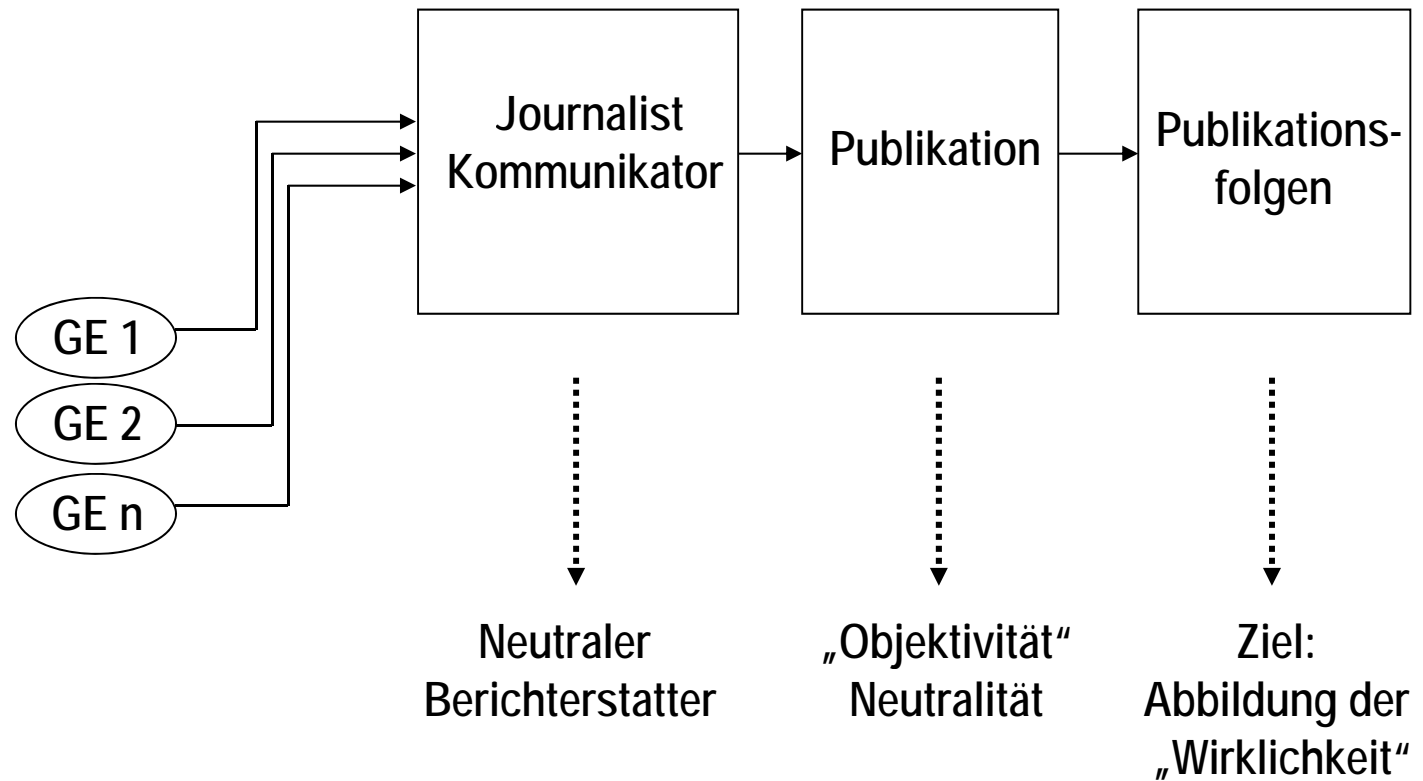 Journalist
Kommunikator
Publikation
Publikations-
folgen
GE 1
GE 2
GE n
Neutraler
Berichterstatter
„Objektivität“
Neutralität
Ziel:
Abbildung der
„Wirklichkeit“